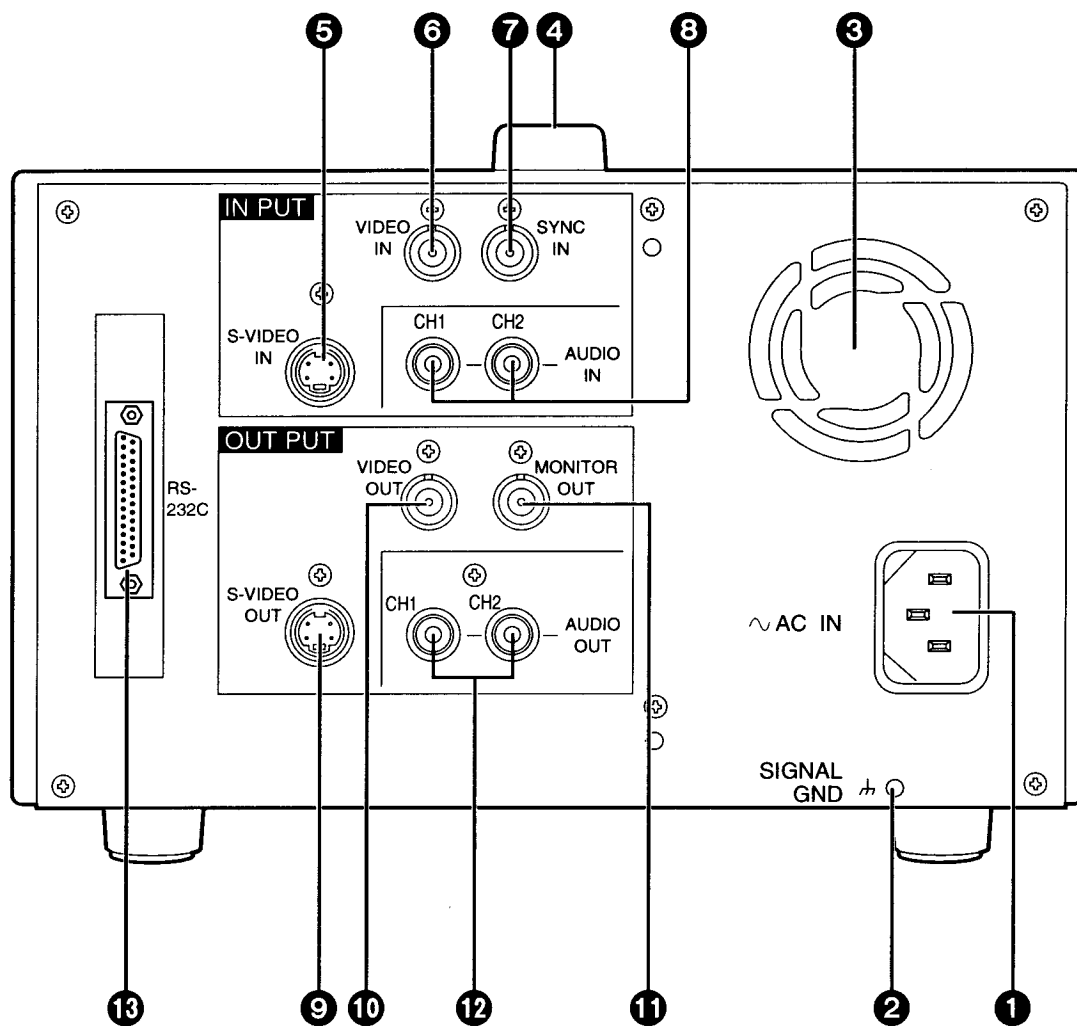 5 6 7 4 8 3
IN PUT
VIDEO
IN
SYNC
IN
S-VIDEO
IN
CH1
CH2
AUDIO
IN
OUT PUT
VIDEO
OUT
MONITOR
OUT
RS-
232C
S-VIDEO
OUT
CH1
CH2
AUDIO
OUT
∿ AC IN
SIGNAL
GND
13 9 10 12 11 2 1